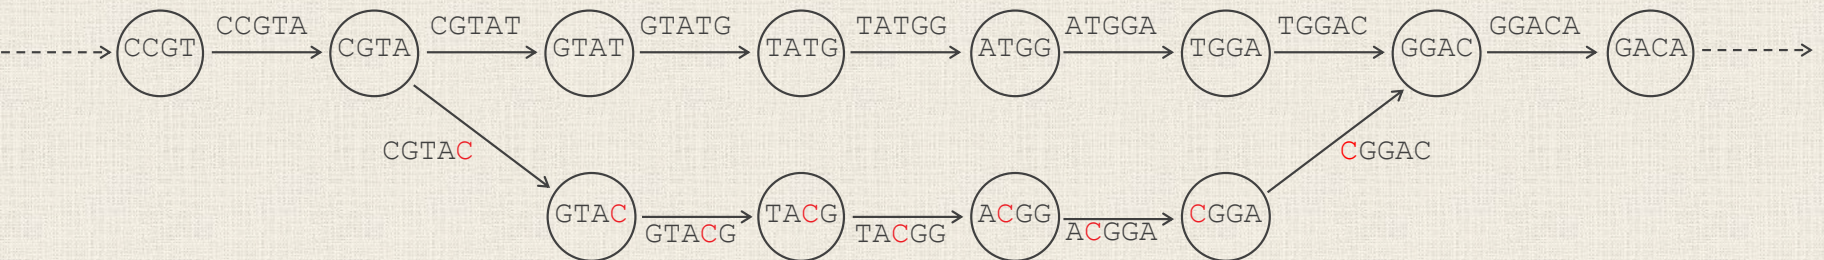 CCGTA CGTAT GTATG TATGG ATGGA TGGAC GGACA
CCGT CGTA GTAT TATG ATGG TGGA GGAC GACA
CGTAC CGGAC
GTAC TACG ACGG CGGA
GTACG TACGG ACGGA